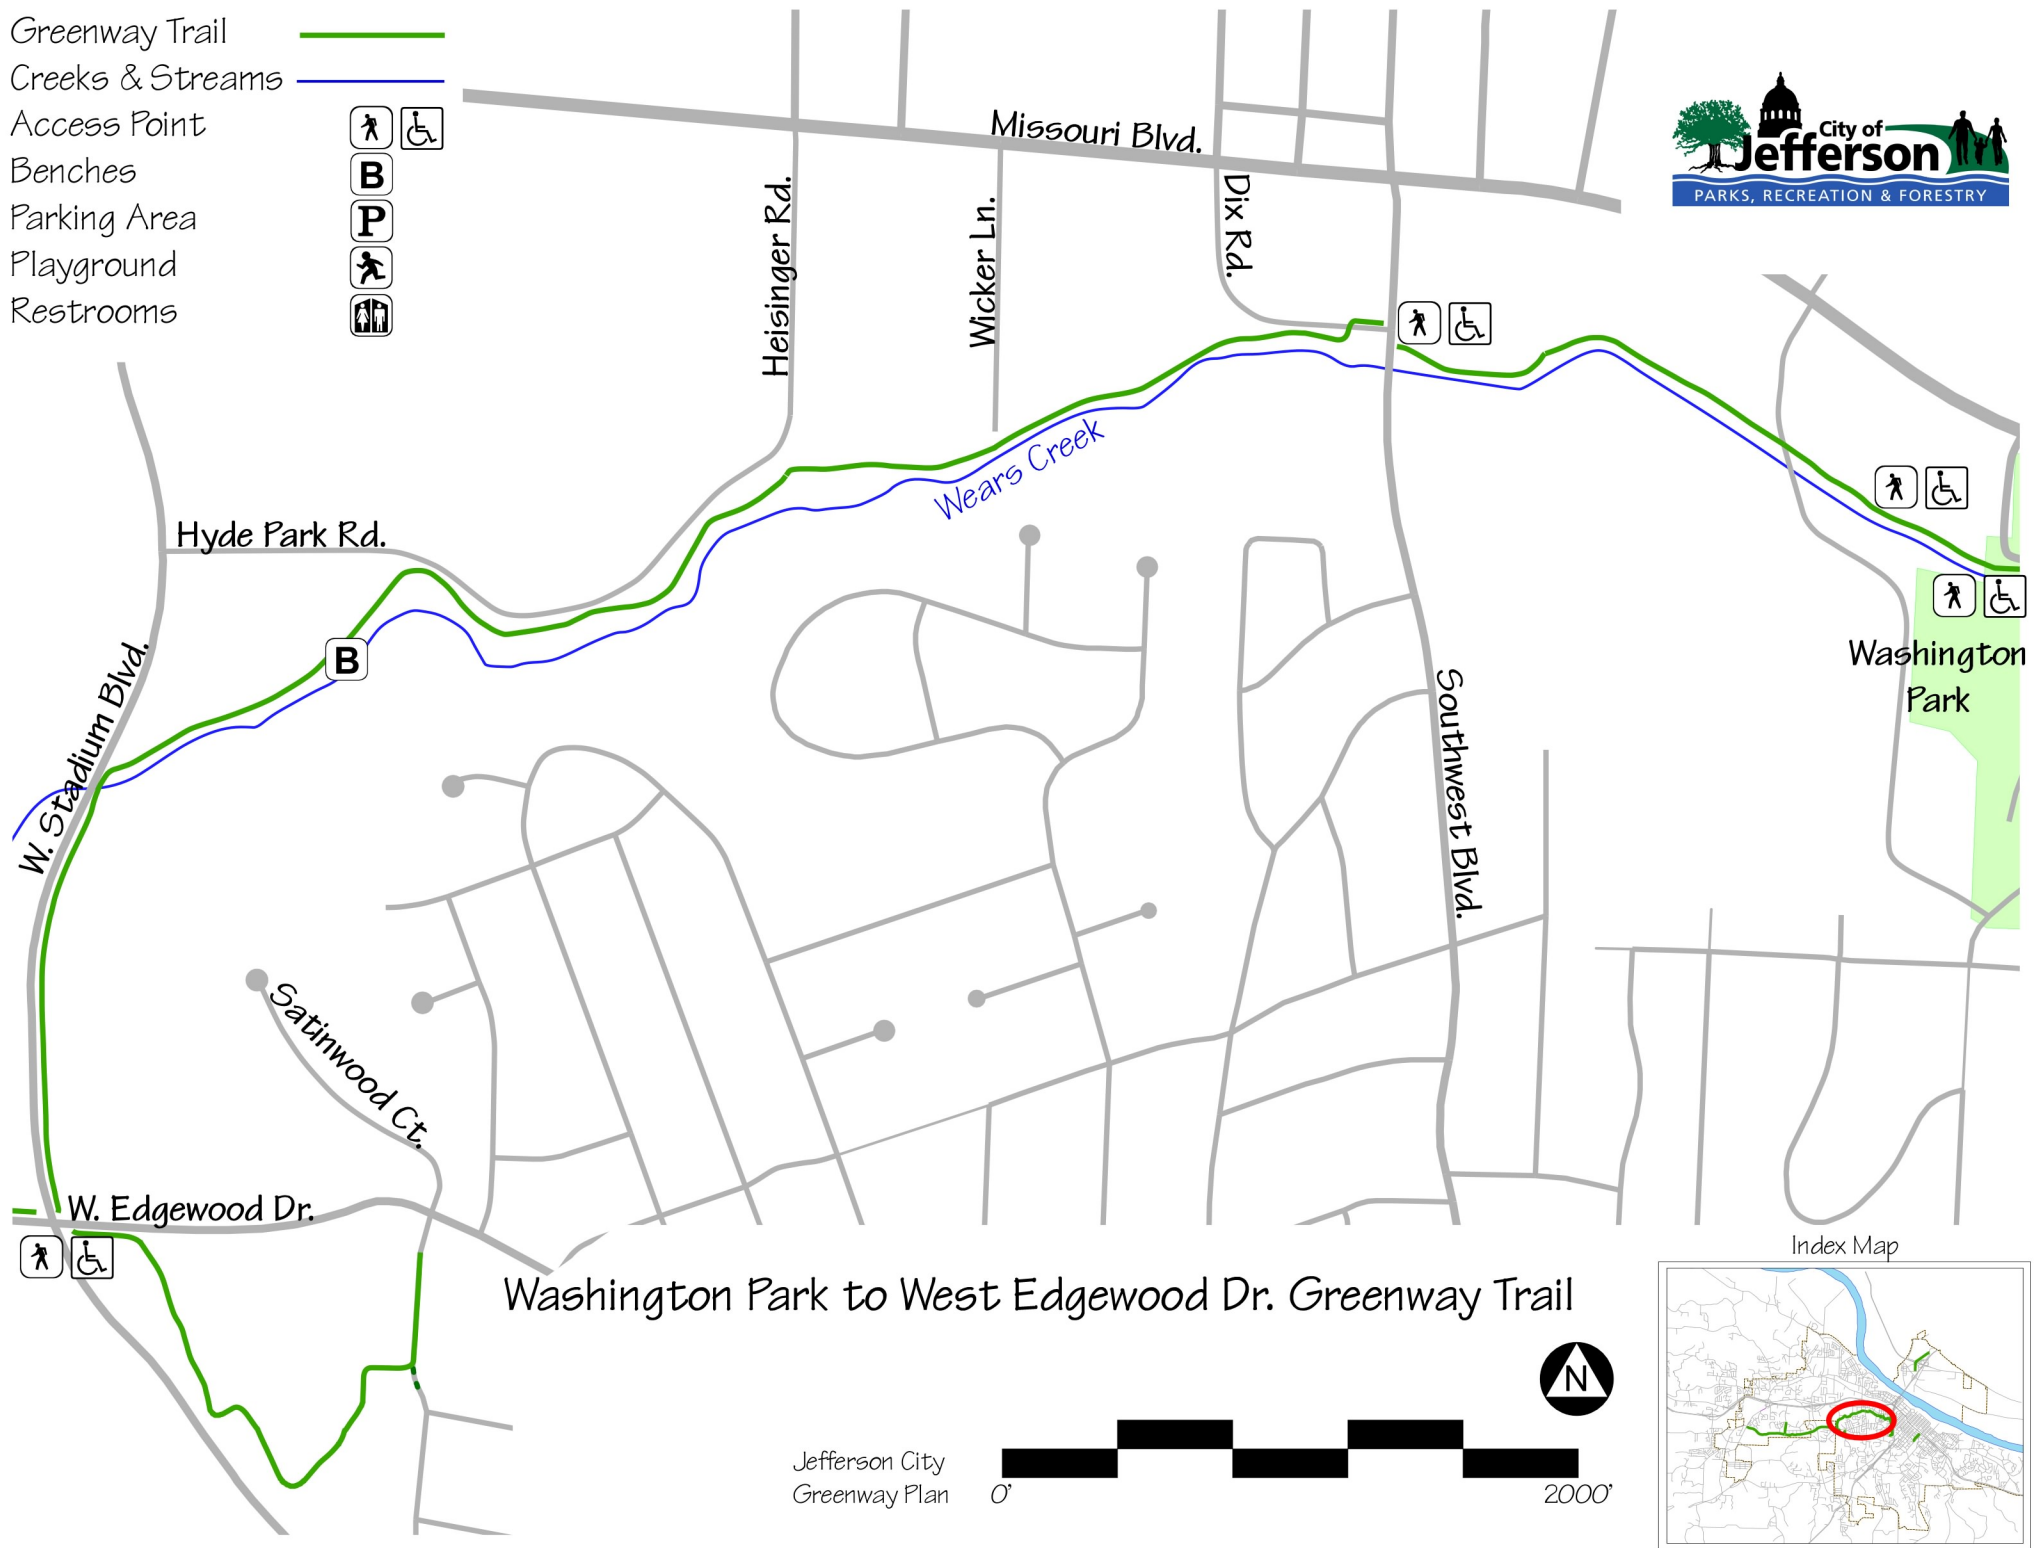 Greenway Trail
Creeks & Streams
Access Point
Benches
B
Parking Area
P
Playground
Restrooms
Missouri Blvd.
City of
Jefferson
PARKS, RECREATION & FORESTRY
Heisinger Rd.
Wicker Ln.
Dix Rd.
Wears Creek
Hyde Park Rd.
B
W. Stadium Blvd.
Washington
Park
Southwest Blvd.
Satinwood Ct.
W. Edgewood Dr.
Washington Park to West Edgewood Dr. Greenway Trail
Index Map
N
Jefferson City
Greenway Plan
0'
2000'